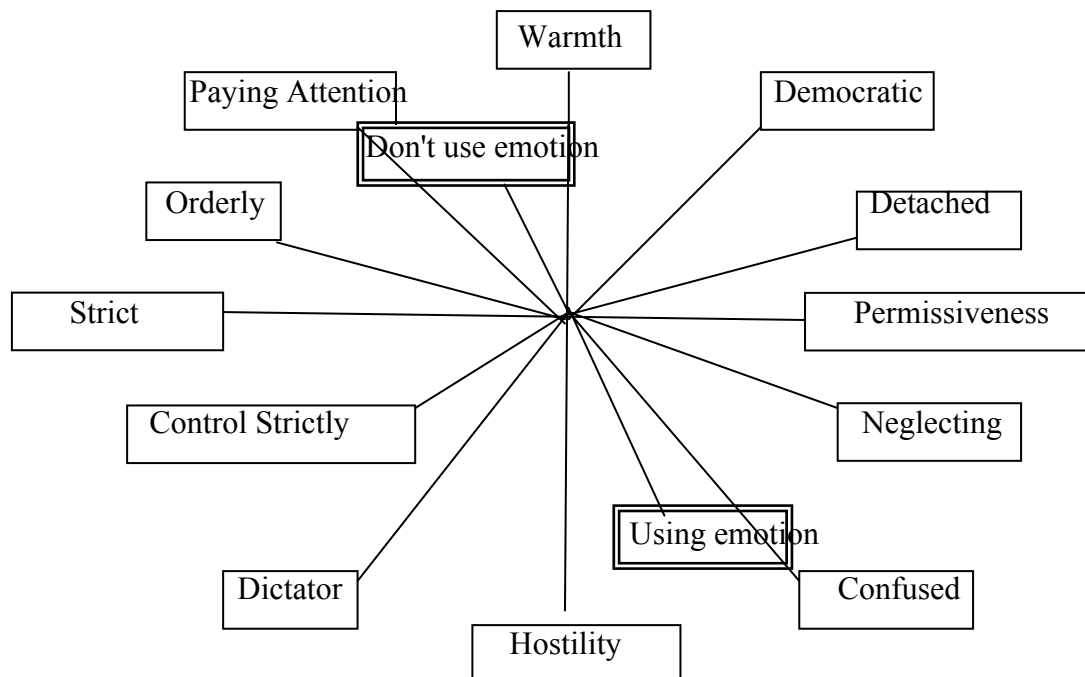 Warmth
Paying Attention
Democratic
Don't use emotion
Orderly
Detached
Strict
Permissiveness
Control Strictly
Neglecting
Using emotion
Dictator
Confused
Hostility